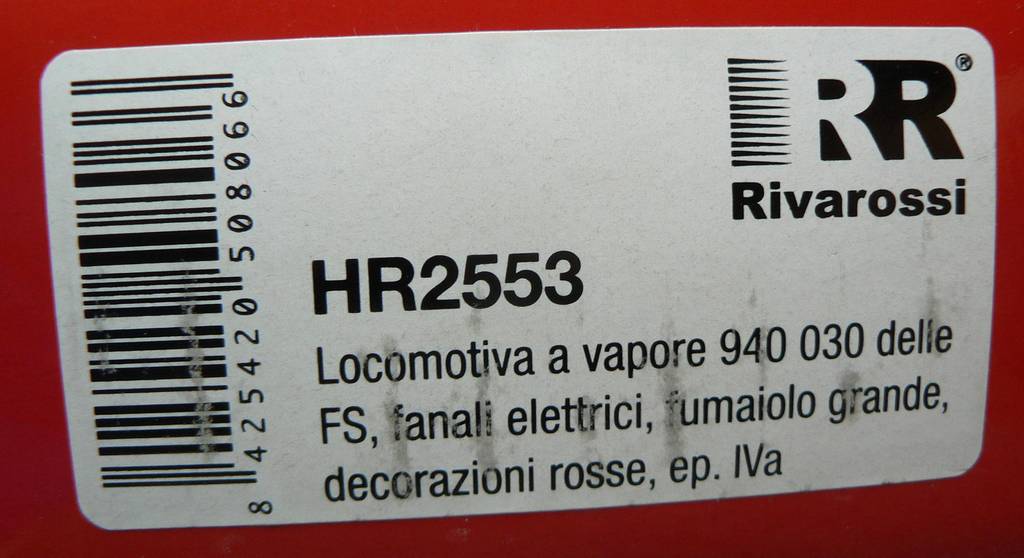 RR®
Rivarossi
HR2553
Locomotiva a vapore 940 030 delle
FS, fanali elettrici, fumaiolo grande,
decorazioni rosse, ep. IVa
8 425420 508066